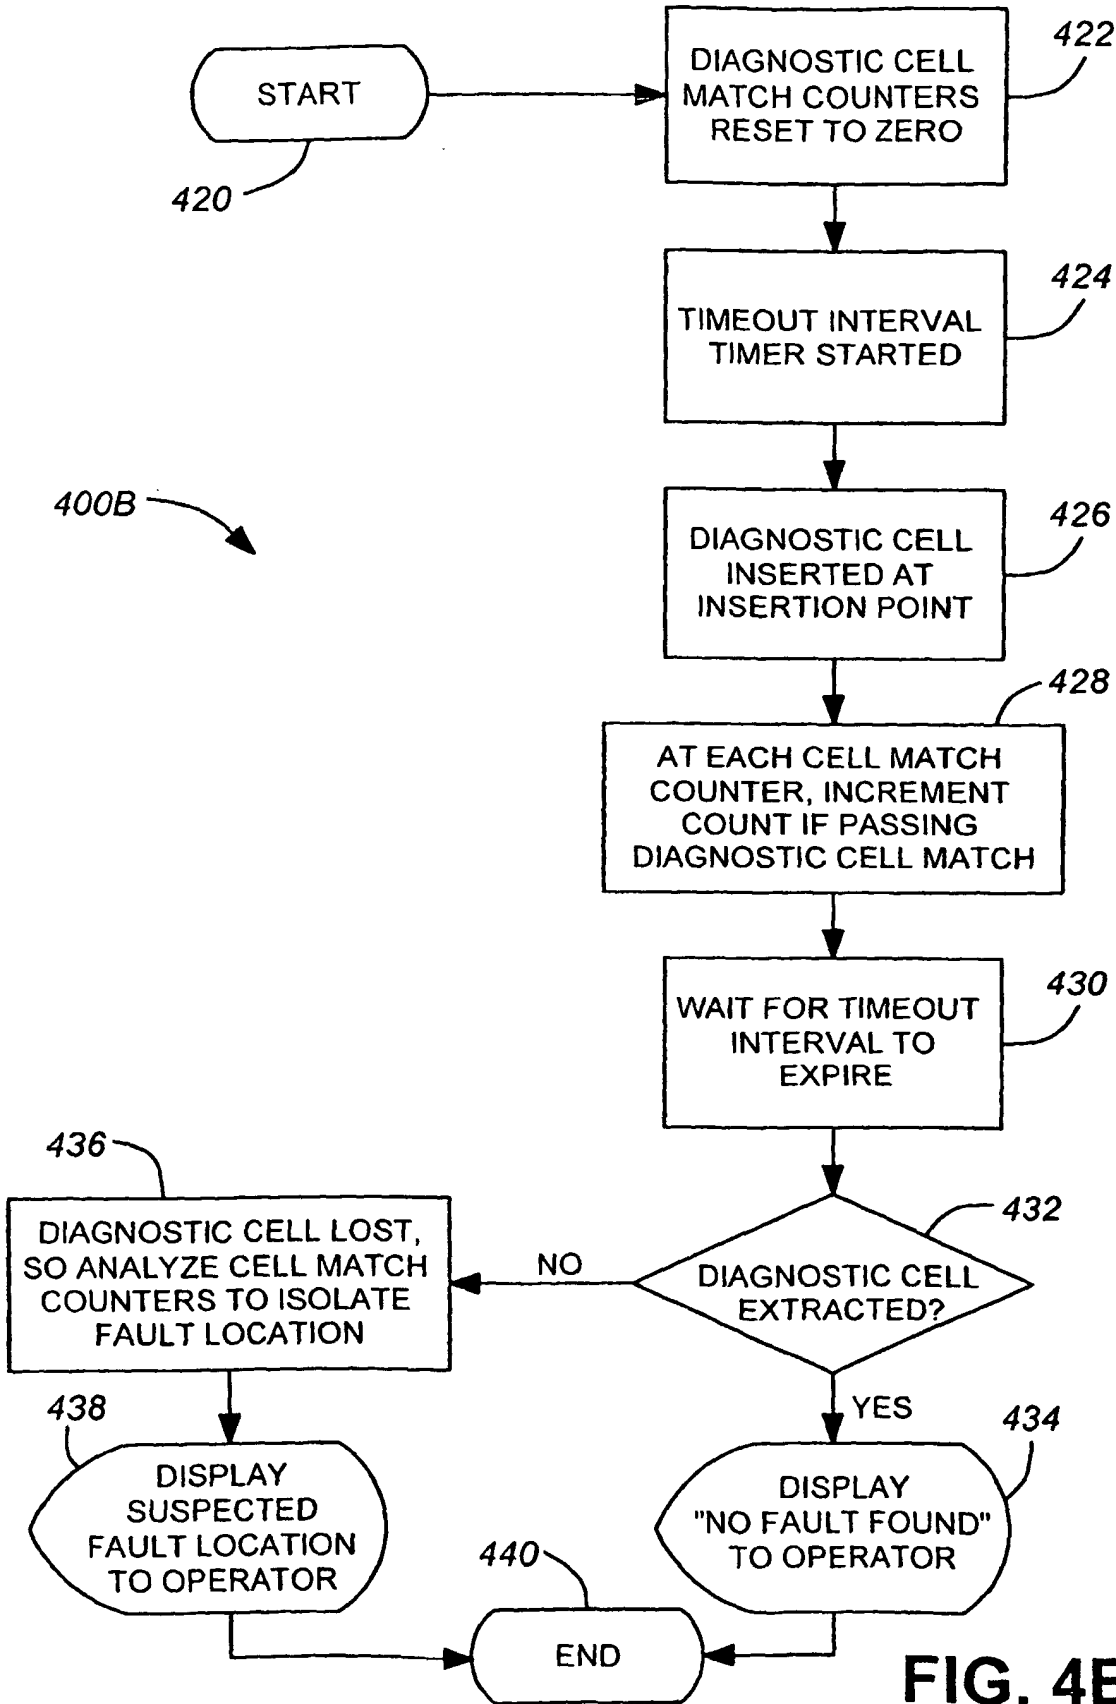 START
420
DIAGNOSTIC CELL
MATCH COUNTERS
RESET TO ZERO
422
TIMEOUT INTERVAL
TIMER STARTED
424
400B
DIAGNOSTIC CELL
INSERTED AT
INSERTION POINT
426
AT EACH CELL MATCH
COUNTER, INCREMENT
COUNT IF PASSING
DIAGNOSTIC CELL MATCH
428
WAIT FOR TIMEOUT
INTERVAL TO
EXPIRE
430
DIAGNOSTIC CELL
EXTRACTED?
432
NO
YES
436
DIAGNOSTIC CELL LOST,
SO ANALYZE CELL MATCH
COUNTERS TO ISOLATE
FAULT LOCATION
438
DISPLAY
SUSPECTED
FAULT LOCATION
TO OPERATOR
434
DISPLAY
"NO FAULT FOUND"
TO OPERATOR
440
END
FIG. 4B